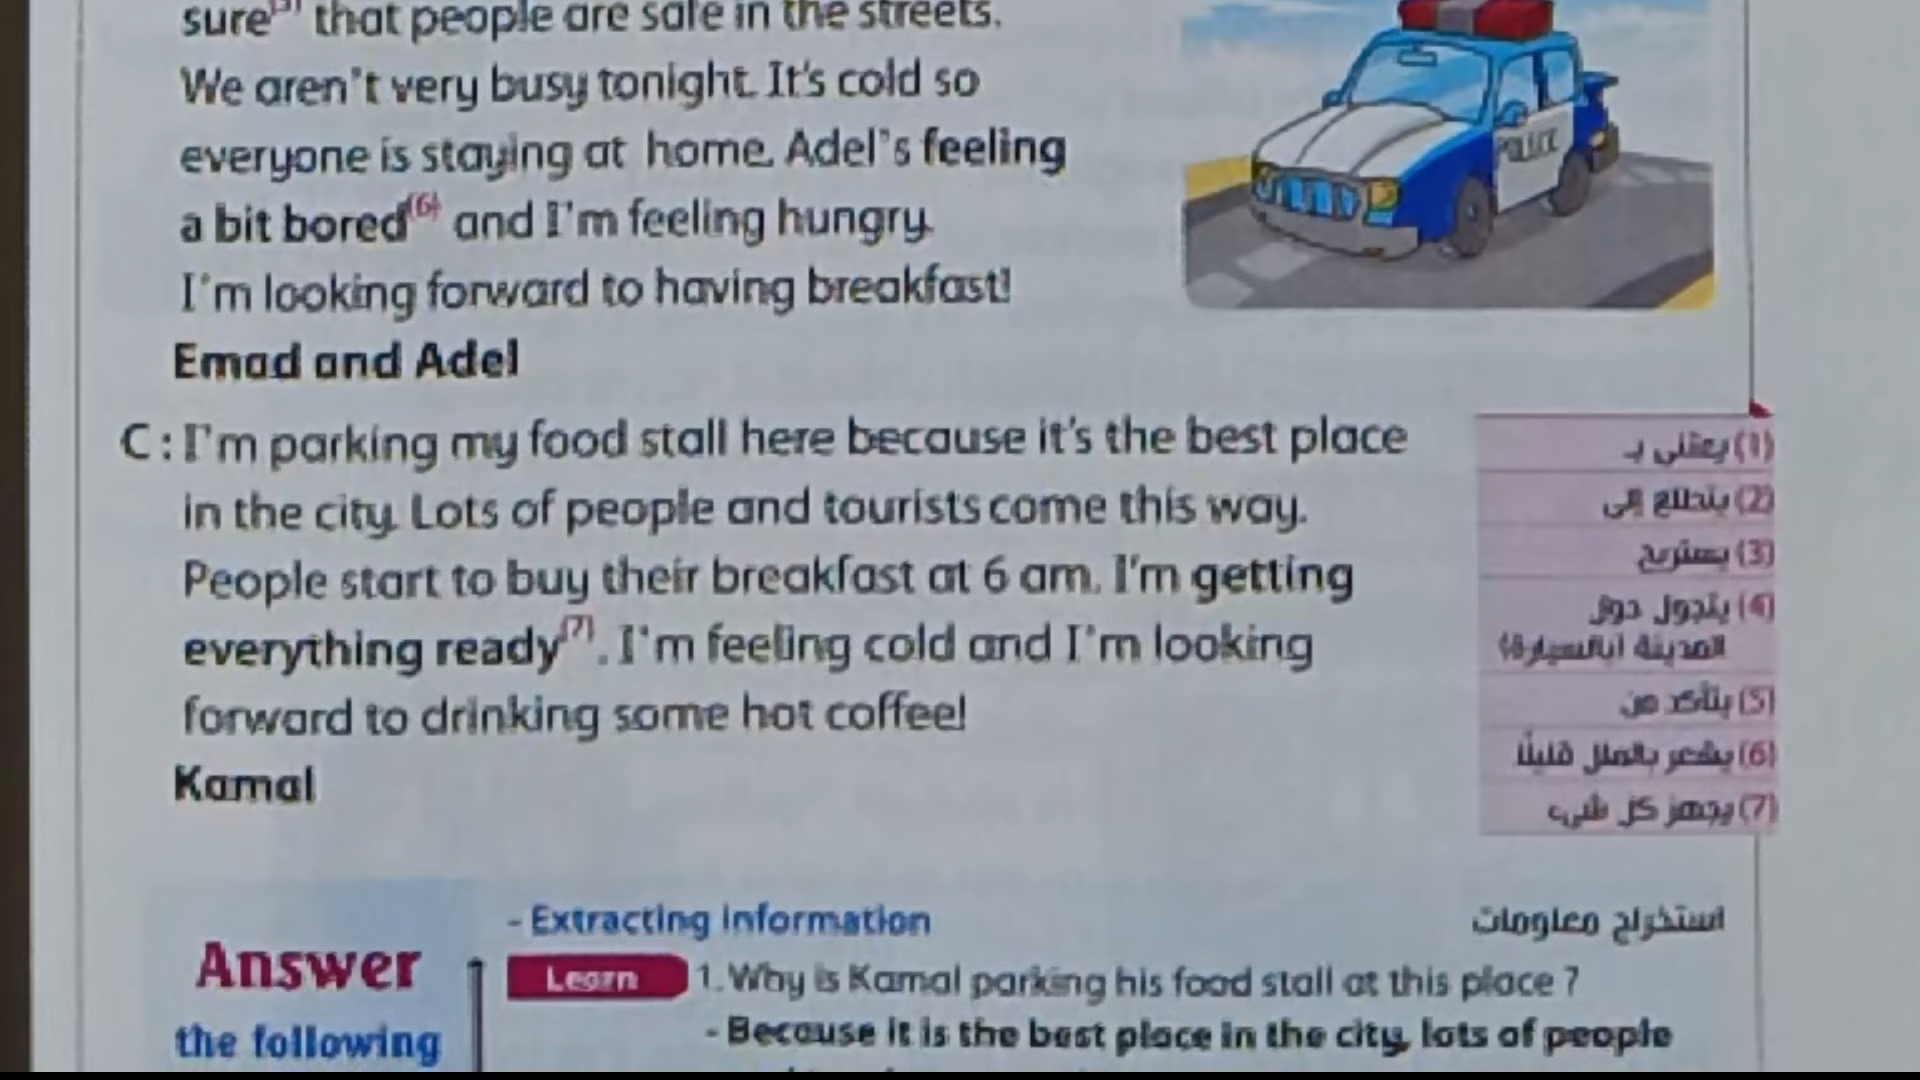 sure(5) that people are safe in the streets.
We aren't very busy tonight. It's cold so
everyone is staying at home. Adel's feeling
a bit bored(6) and I'm feeling hungry.
I'm looking forward to having breakfast!
Emad and Adel
POLICE
C: I'm parking my food stall here because it's the best place
in the city. Lots of people and tourists come this way.
People start to buy their breakfast at 6 am. I'm getting
everything ready(7). I'm feeling cold and I'm looking
forward to drinking some hot coffee!
Kamal
(1) يعتنى بـ
(2) يتطلع إلى
(3) يستريح
(4) يتجول حول
المدينة (بالسيارة)
(5) يتأكد من
(6) يشعر بالملل قليلًا
(7) يجهز كل شىء
Answer
the following
- Extracting information
استخراج معلومات
Learn
1. Why is Kamal parking his food stall at this place ?
- Because it is the best place in the city, lots of people